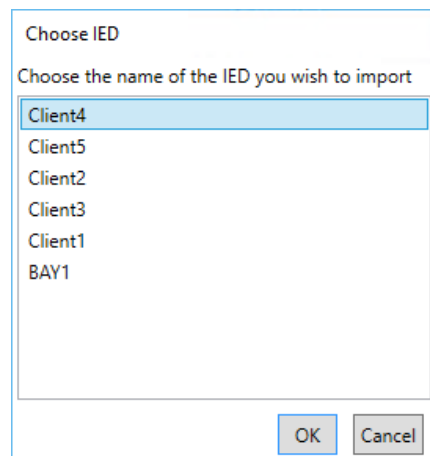 Choose IED
Choose the name of the IED you wish to import
Client4
Client5
Client2
Client3
Client1
BAY1
OK Cancel